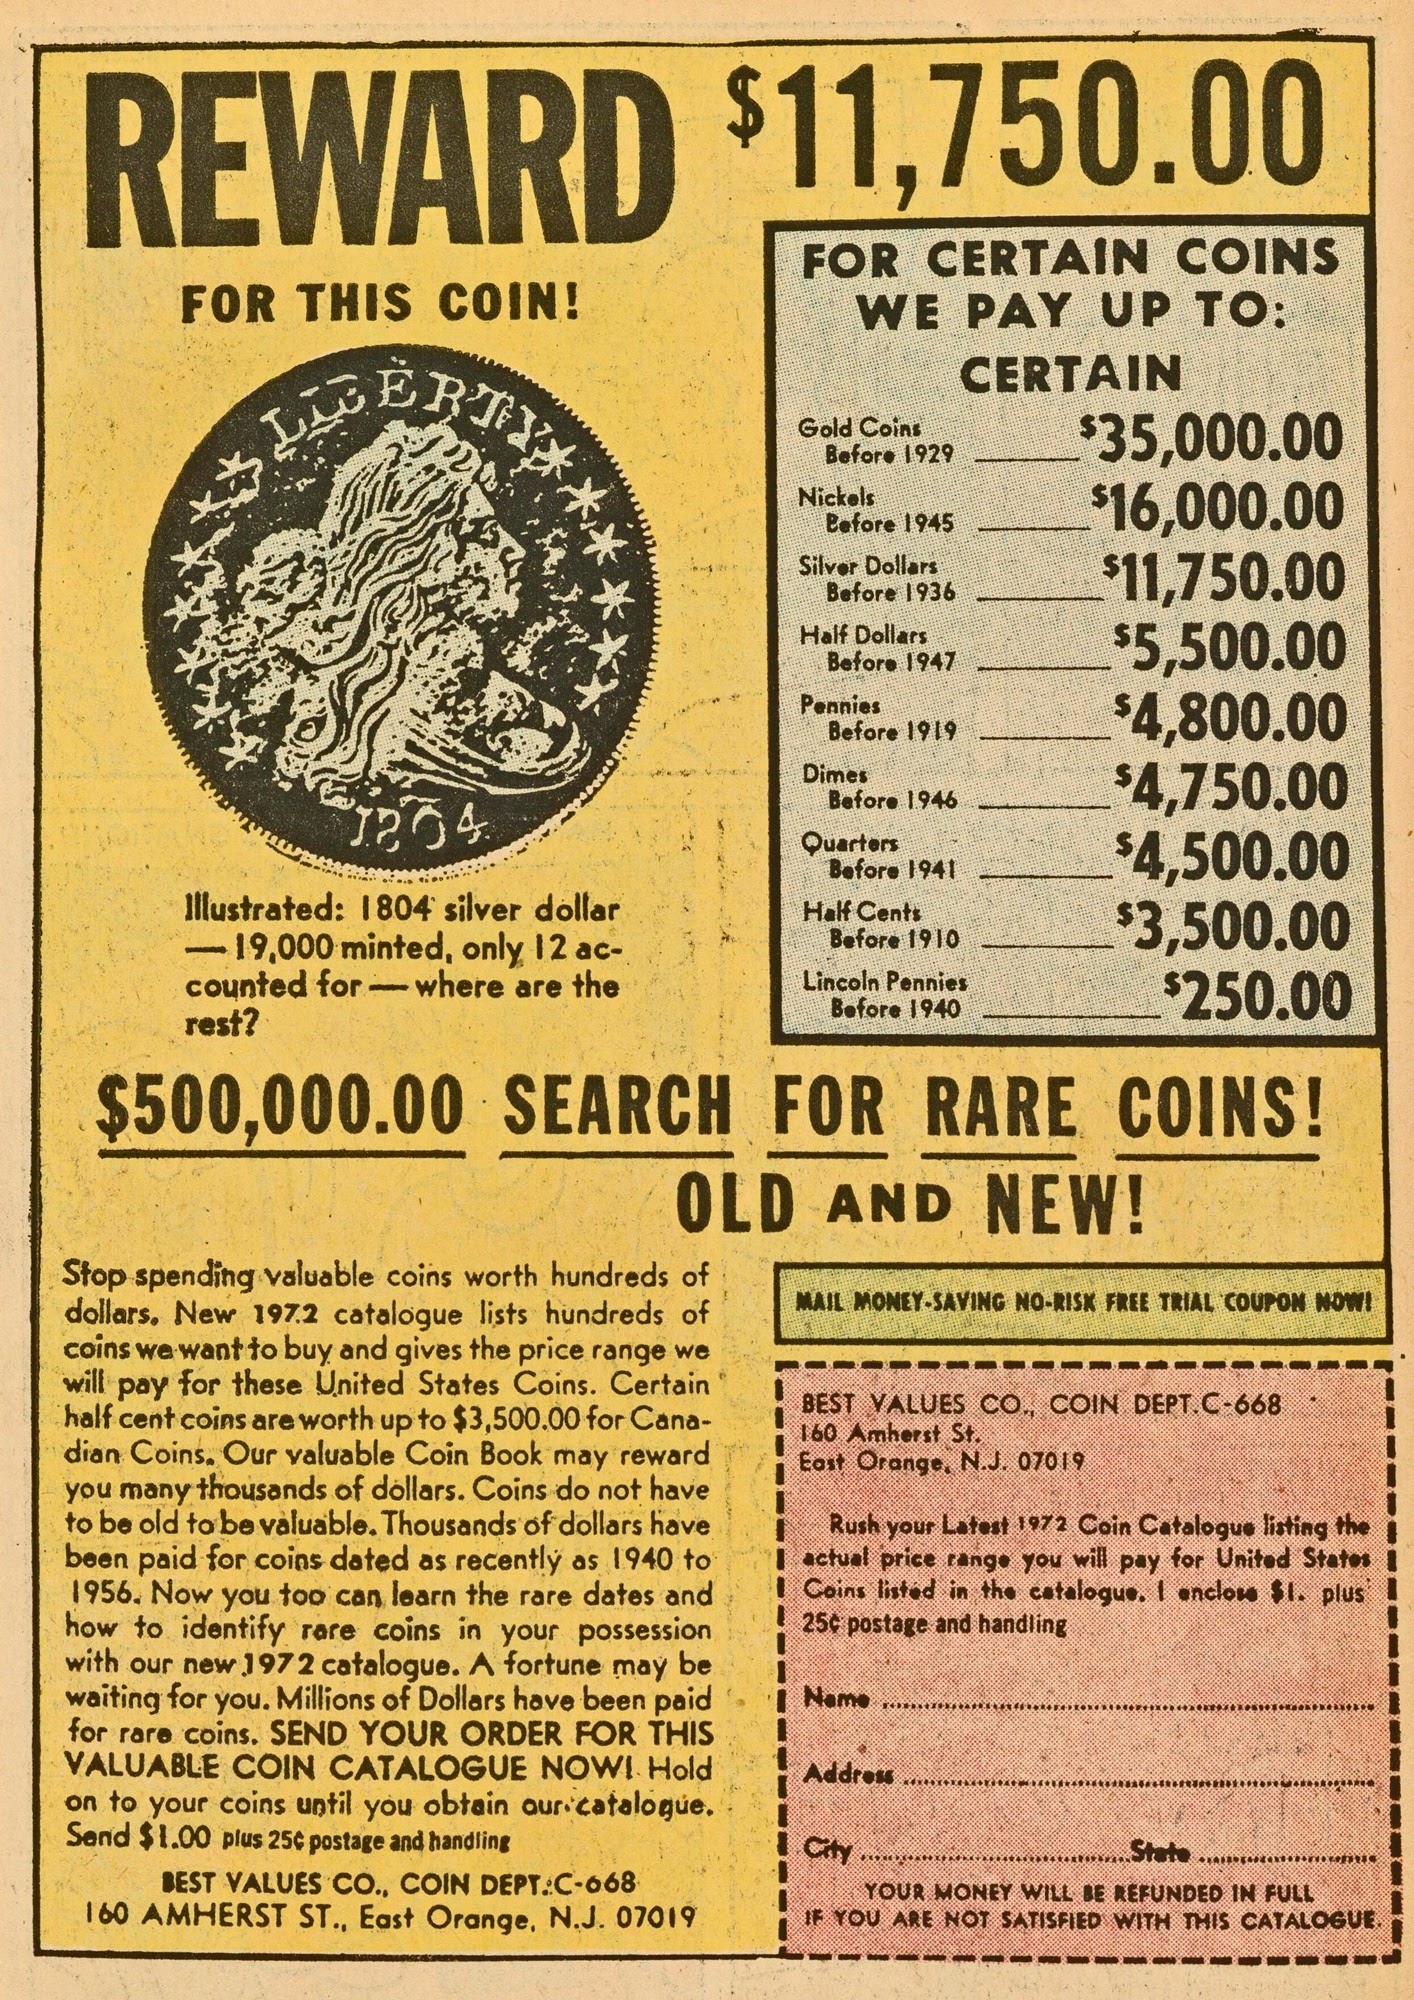 REWARD $11,750.00
FOR THIS COIN!
LIBERTY
1804
Illustrated: 1804 silver dollar
— 19,000 minted, only 12 ac-
counted for — where are the
rest?
FOR CERTAIN COINS
WE PAY UP TO:
CERTAIN
Gold Coins
Before 1929 $35,000.00
Nickels
Before 1945 $16,000.00
Silver Dollars
Before 1936 $11,750.00
Half Dollars
Before 1947 $5,500.00
Pennies
Before 1919 $4,800.00
Dimes
Before 1946 $4,750.00
Quarters
Before 1941 $4,500.00
Half Cents
Before 1910 $3,500.00
Lincoln Pennies
Before 1940 $250.00
$500,000.00 SEARCH FOR RARE COINS!
OLD AND NEW!
Stop spending valuable coins worth hundreds of
dollars. New 1972 catalogue lists hundreds of
coins we want to buy and gives the price range we
will pay for these United States Coins. Certain
half cent coins are worth up to $3,500.00 for Cana-
dian Coins. Our valuable Coin Book may reward
you many thousands of dollars. Coins do not have
to be old to be valuable. Thousands of dollars have
been paid for coins dated as recently as 1940 to
1956. Now you too can learn the rare dates and
how to identify rare coins in your possession
with our new 1972 catalogue. A fortune may be
waiting for you. Millions of Dollars have been paid
for rare coins. SEND YOUR ORDER FOR THIS
VALUABLE COIN CATALOGUE NOW! Hold
on to your coins until you obtain our catalogue.
Send $1.00 plus 25¢ postage and handling
BEST VALUES CO., COIN DEPT. C-668
160 AMHERST ST., East Orange, N.J. 07019
MAIL MONEY-SAVING NO-RISK FREE TRIAL COUPON NOW!
BEST VALUES CO., COIN DEPT. C-668
160 Amherst St.
East Orange, N.J. 07019
Rush your Latest 1972 Coin Catalogue listing the
actual price range you will pay for United States
Coins listed in the catalogue. I enclose $1. plus
25¢ postage and handling
Name
Address
City State
YOUR MONEY WILL BE REFUNDED IN FULL
IF YOU ARE NOT SATISFIED WITH THIS CATALOGUE.